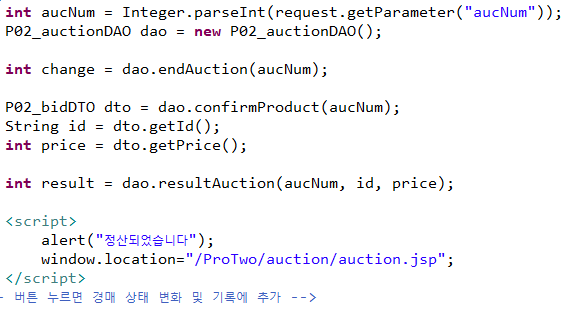 int aucNum = Integer.parseInt(request.getParameter("aucNum"));
P02_auctionDAO dao = new P02_auctionDAO();
int change = dao.endAuction(aucNum);
P02_bidDTO dto = dao.confirmProduct(aucNum);
String id = dto.getId();
int price = dto.getPrice();
int result = dao.resultAuction(aucNum, id, price);
<script>
alert("정산되었습니다");
window.location="/ProTwo/auction/auction.jsp";
</script>
- 버튼 누르면 경매 상태 변화 및 기록에 추가 -->